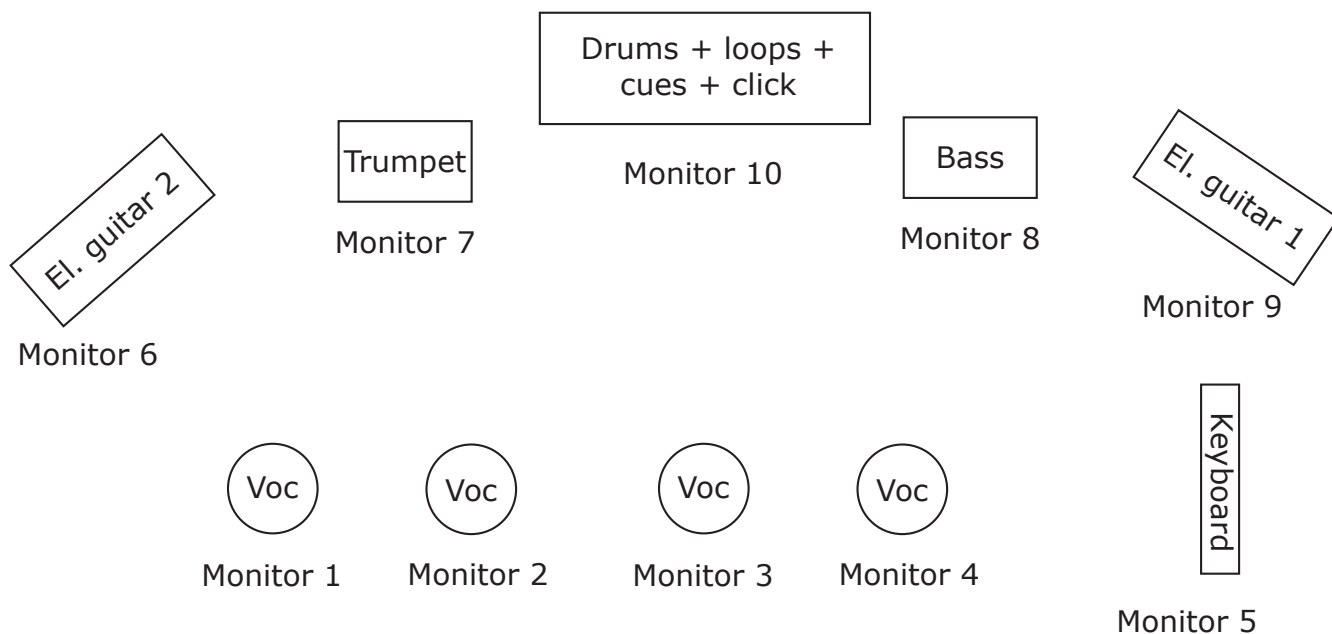 Drums + loops +
cues + click
Trumpet
Bass
El. guitar 2
El. guitar 1
Monitor 10
Monitor 7
Monitor 8
Monitor 9
Monitor 6
Keyboard
Voc
Voc
Voc
Voc
Monitor 1
Monitor 2
Monitor 3
Monitor 4
Monitor 5